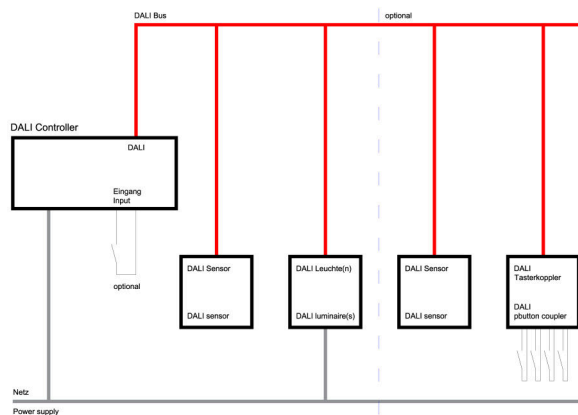 DALI Bus
optional
DALI Controller
DALI
Eingang
Input
optional
DALI Sensor
DALI sensor
DALI Leuchte(n)
DALI luminaire(s)
DALI Sensor
DALI sensor
DALI
Tasterkoppler
DALI
pbutton coupler
Netz
Power supply